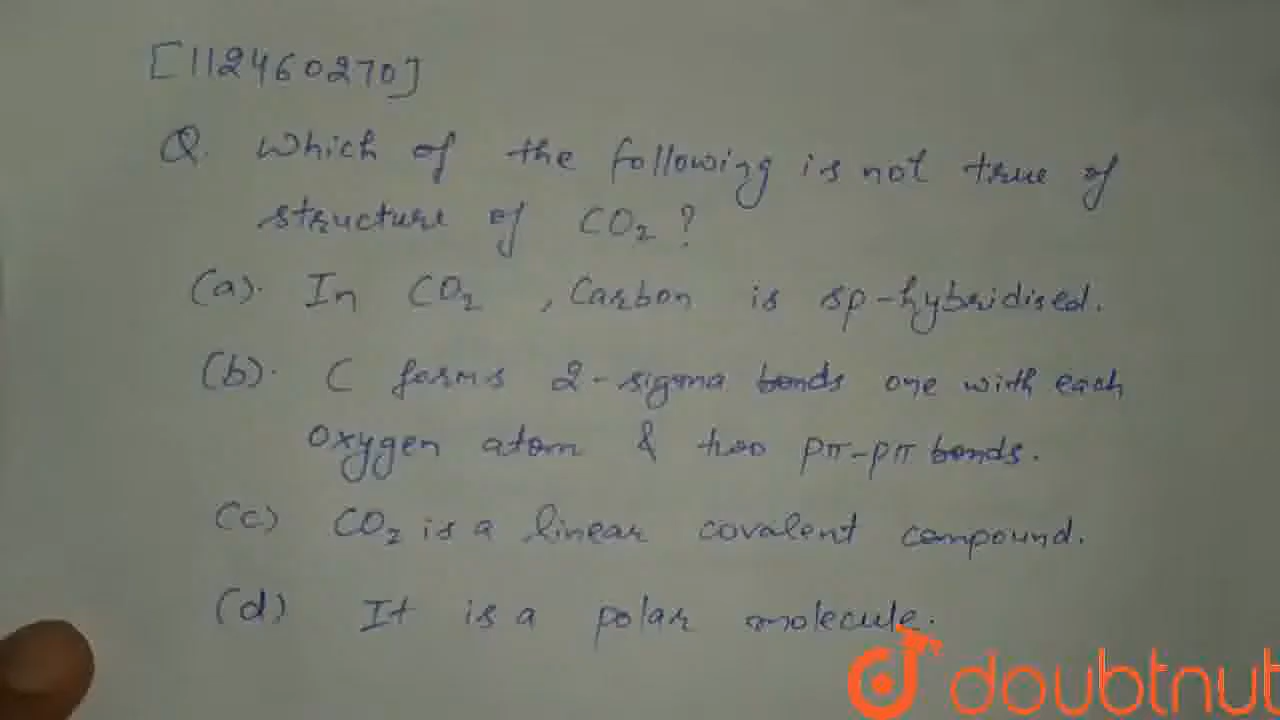 [112460270]
Q. Which of the following is not true of
structure of CO₂ ?
(a). In CO₂ , Carbon is sp-hybridised.
(b). C forms 2-sigma bonds one with each
oxygen atom & two pπ-pπ bonds.
(c) CO₂ is a linear covalent compound.
(d) It is a polar molecule.
doubtnut